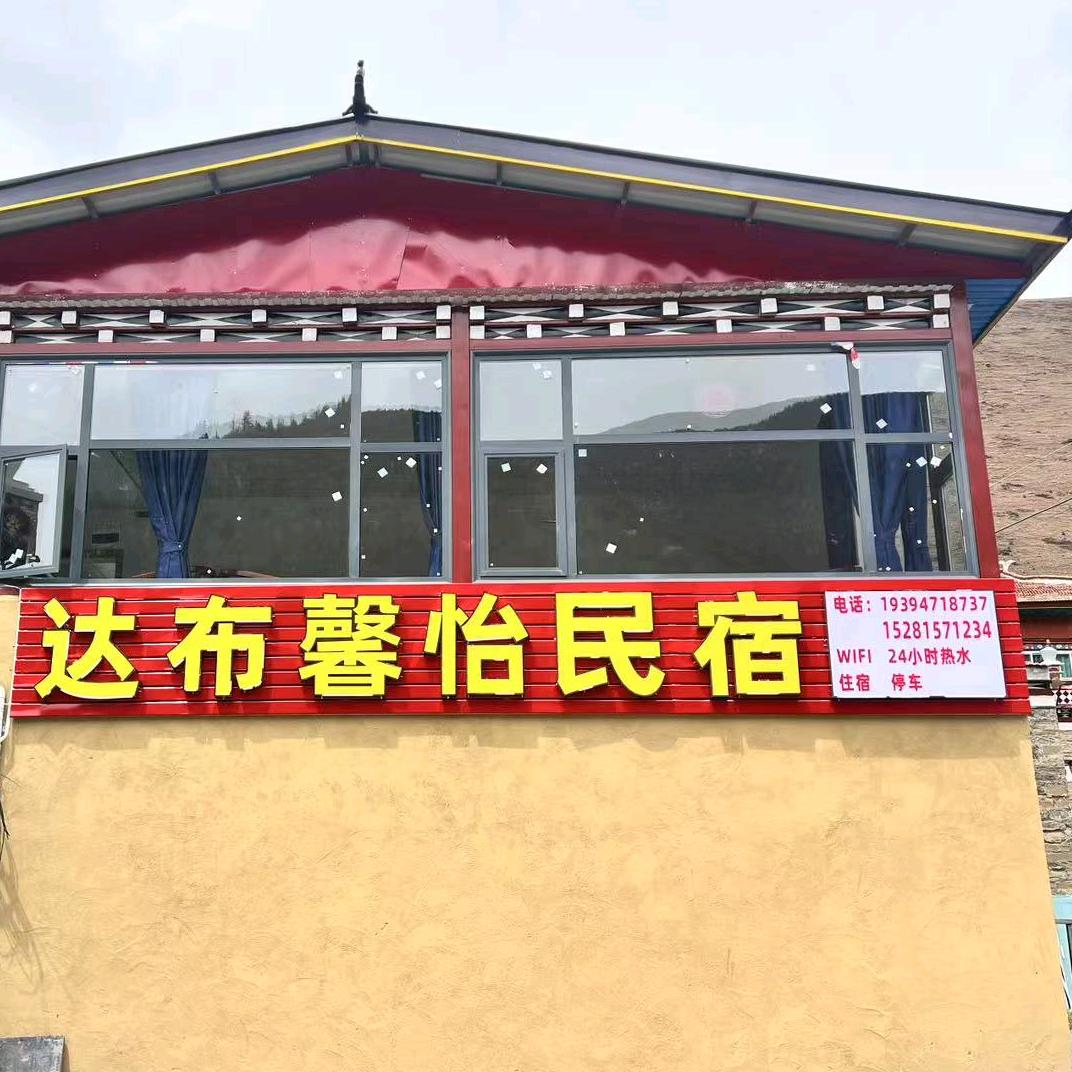 达布馨怡民宿
电话：19394718737
15281571234
WIFI 24小时热水
住宿 停车